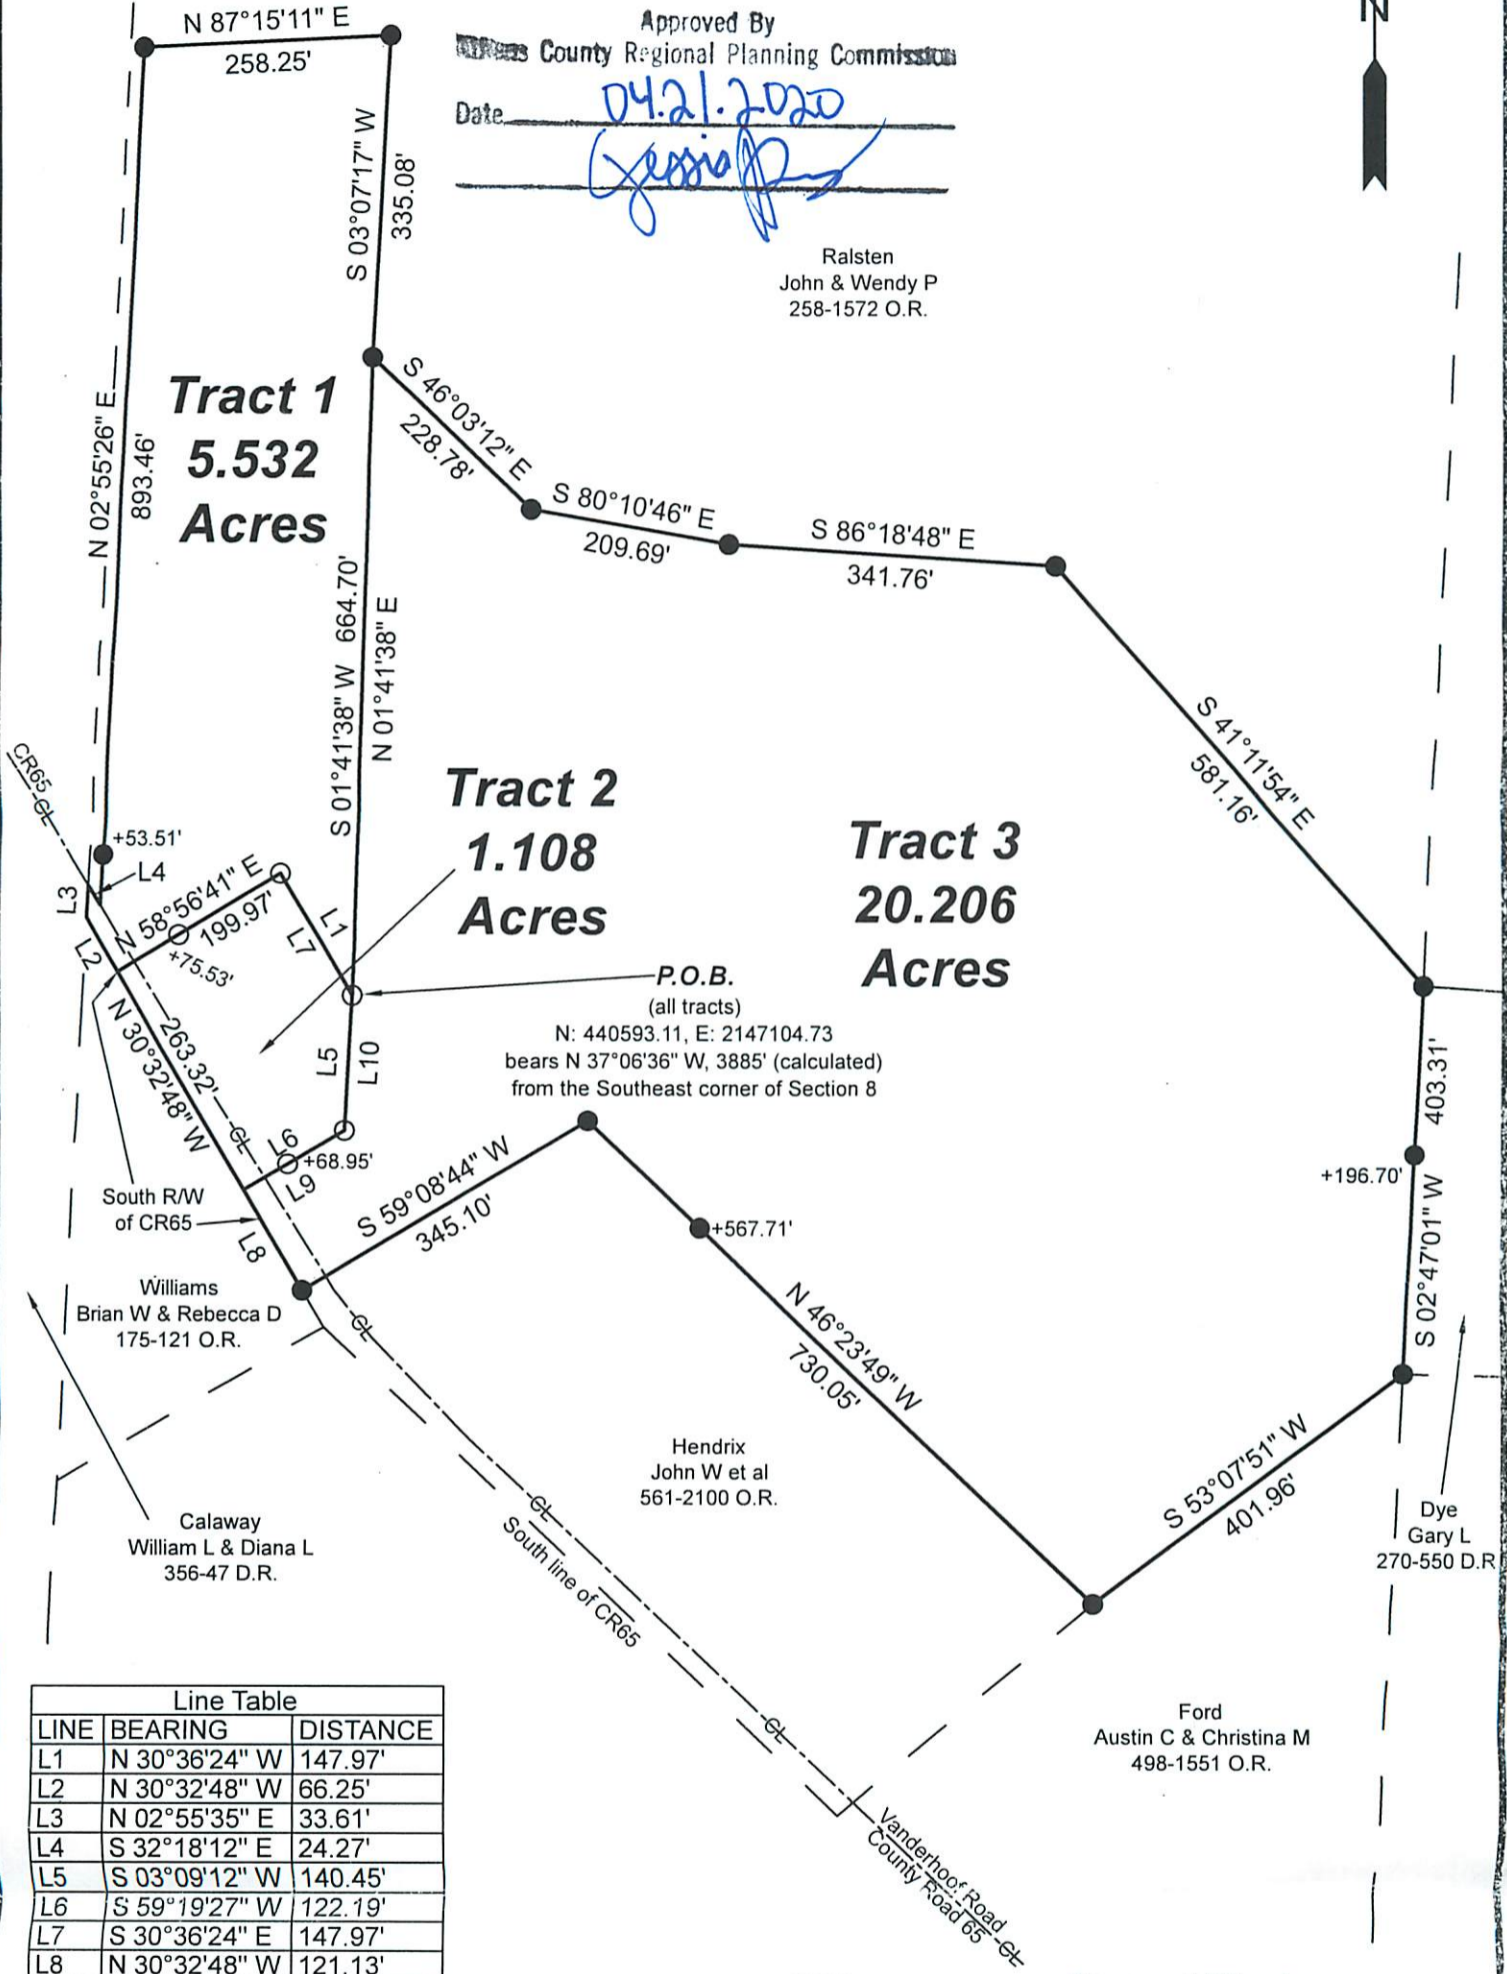 N 87°15'11" E
258.25'
Approved By
County Regional Planning Commission
Date 04.21.2020
N
S 03°07'17" W
335.08'
Ralsten
John & Wendy P
258-1572 O.R.
N 02°55'26" E
893.46'
Tract 1
5.532
Acres
S 46°03'12" E
228.78'
S 80°10'46" E
209.69'
S 86°18'48" E
341.76'
S 01°41'38" W 664.70'
N 01°41'38" E
S 41°11'54" E
581.16'
CR65
CL
+53.51'
L4
L3
L2
N 58°56'41" E
199.97'
+75.53'
L1
L7
Tract 2
1.108
Acres
Tract 3
20.206
Acres
P.O.B.
(all tracts)
N: 440593.11, E: 2147104.73
bears N 37°06'36" W, 3885' (calculated)
from the Southeast corner of Section 8
263.32'
N 30°32'48" W
CL
L5
L10
L6
+68.95'
L9
403.31'
+196.70'
S 02°47'01" W
South R/W
of CR65
L8
S 59°08'44" W
345.10'
+567.71'
N 46°23'49" W
730.05'
Williams
Brian W & Rebecca D
175-121 O.R.
CL
Hendrix
John W et al
561-2100 O.R.
S 53°07'51" W
401.96'
Dye
Gary L
270-550 D.R
Calaway
William L & Diana L
356-47 D.R.
CL
South line of CR65
CL
Ford
Austin C & Christina M
498-1551 O.R.
Vanderhoof Road
County Road 65
CL
Line Table
LINE BEARING DISTANCE
L1 N 30°36'24" W 147.97'
L2 N 30°32'48" W 66.25'
L3 N 02°55'35" E 33.61'
L4 S 32°18'12" E 24.27'
L5 S 03°09'12" W 140.45'
L6 S 59°19'27" W 122.19'
L7 S 30°36'24" E 147.97'
L8 N 30°32'48" W 121.13'